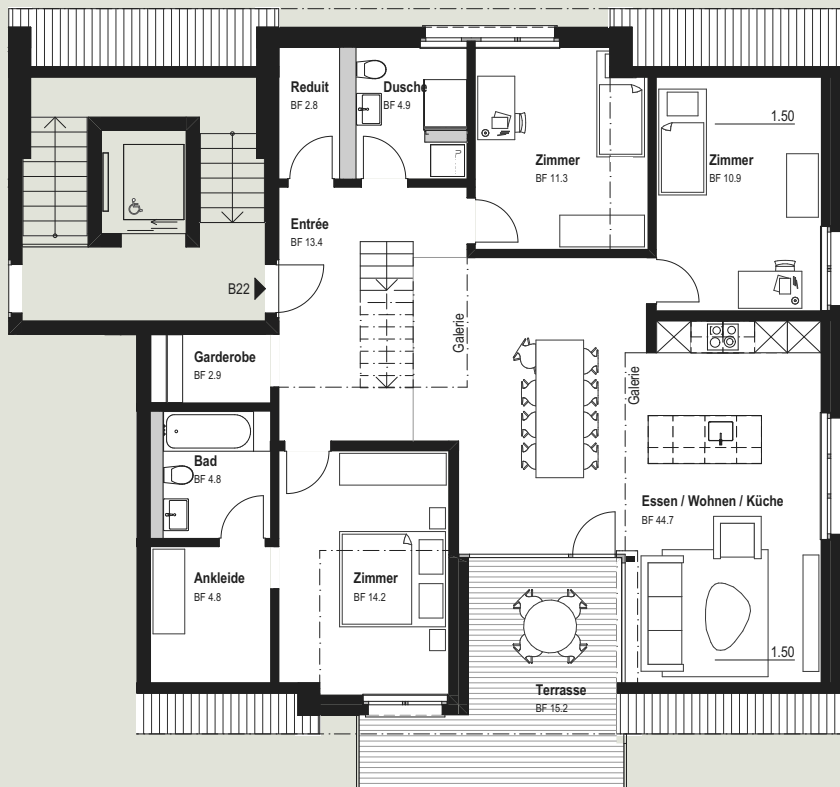 Reduit
BF 2.8
Dusche
BF 4.9
Zimmer
BF 11.3
1.50
Zimmer
BF 10.9
Entrée
BF 13.4
B22
Galerie
Garderobe
BF 2.9
Galerie
Bad
BF 4.8
Essen / Wohnen / Küche
BF 44.7
Ankleide
BF 4.8
Zimmer
BF 14.2
1.50
Terrasse
BF 15.2